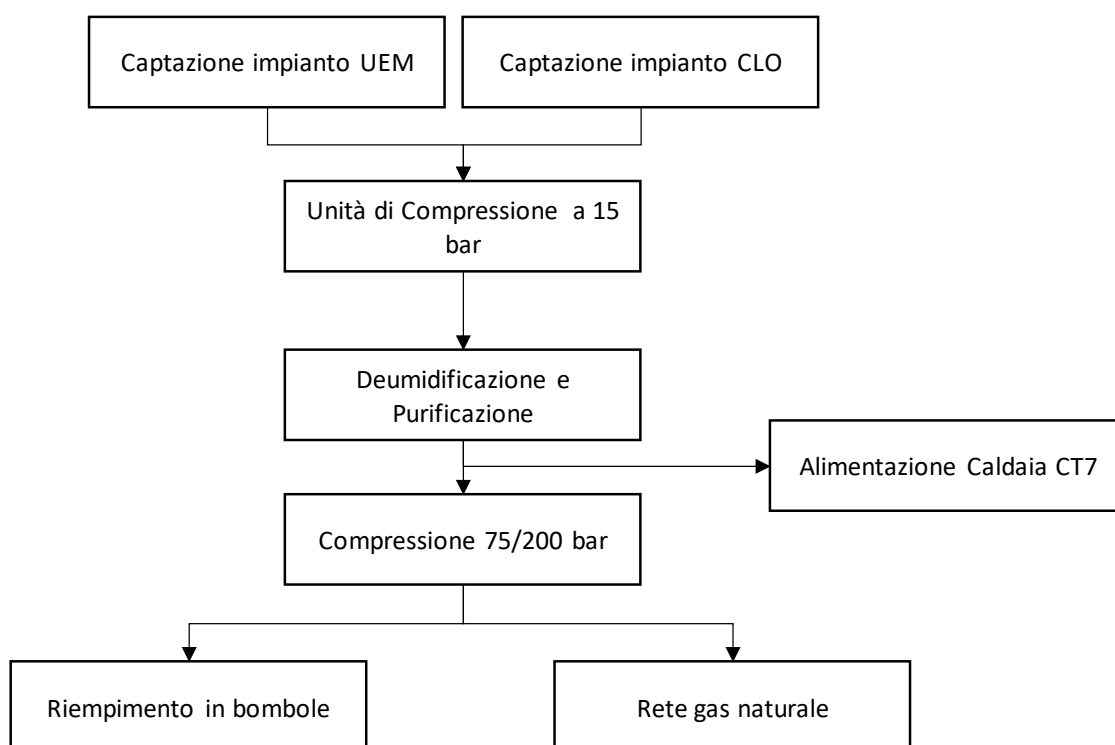 Captazione impianto UEM
Captazione impianto CLO
Unità di Compressione a 15
bar
Deumidificazione e
Purificazione
Alimentazione Caldaia CT7
Compressione 75/200 bar
Riempimento in bombole
Rete gas naturale